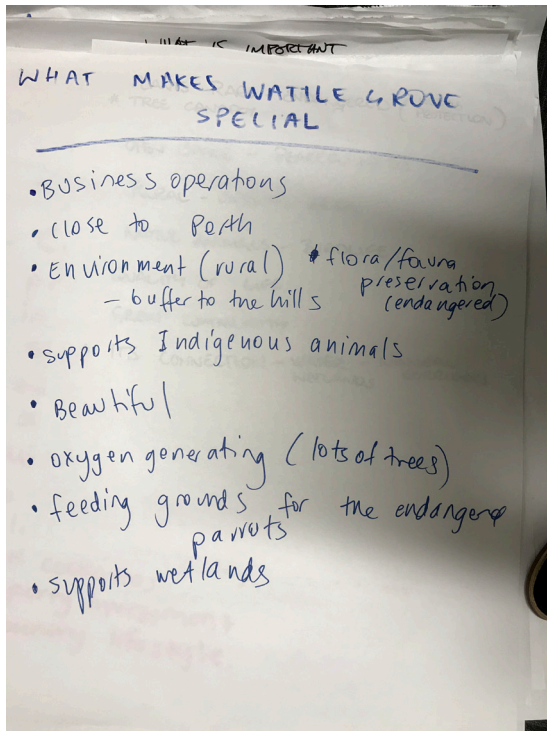 WHAT IS IMPORTANT
WHAT MAKES WATTLE GROVE
SPECIAL
• Business operations
• close to Perth
• Environment (rural) * flora/fauna
preservation
– buffer to the hills (endangered)
• supports Indigenous animals
• Beautiful
• oxygen generating (lots of trees)
• feeding grounds for the endangered
parrots
• supports wetlands